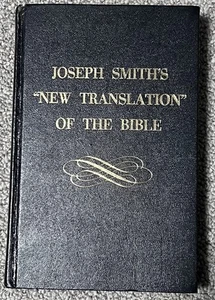 JOSEPH SMITH'S
“NEW TRANSLATION”
OF THE BIBLE